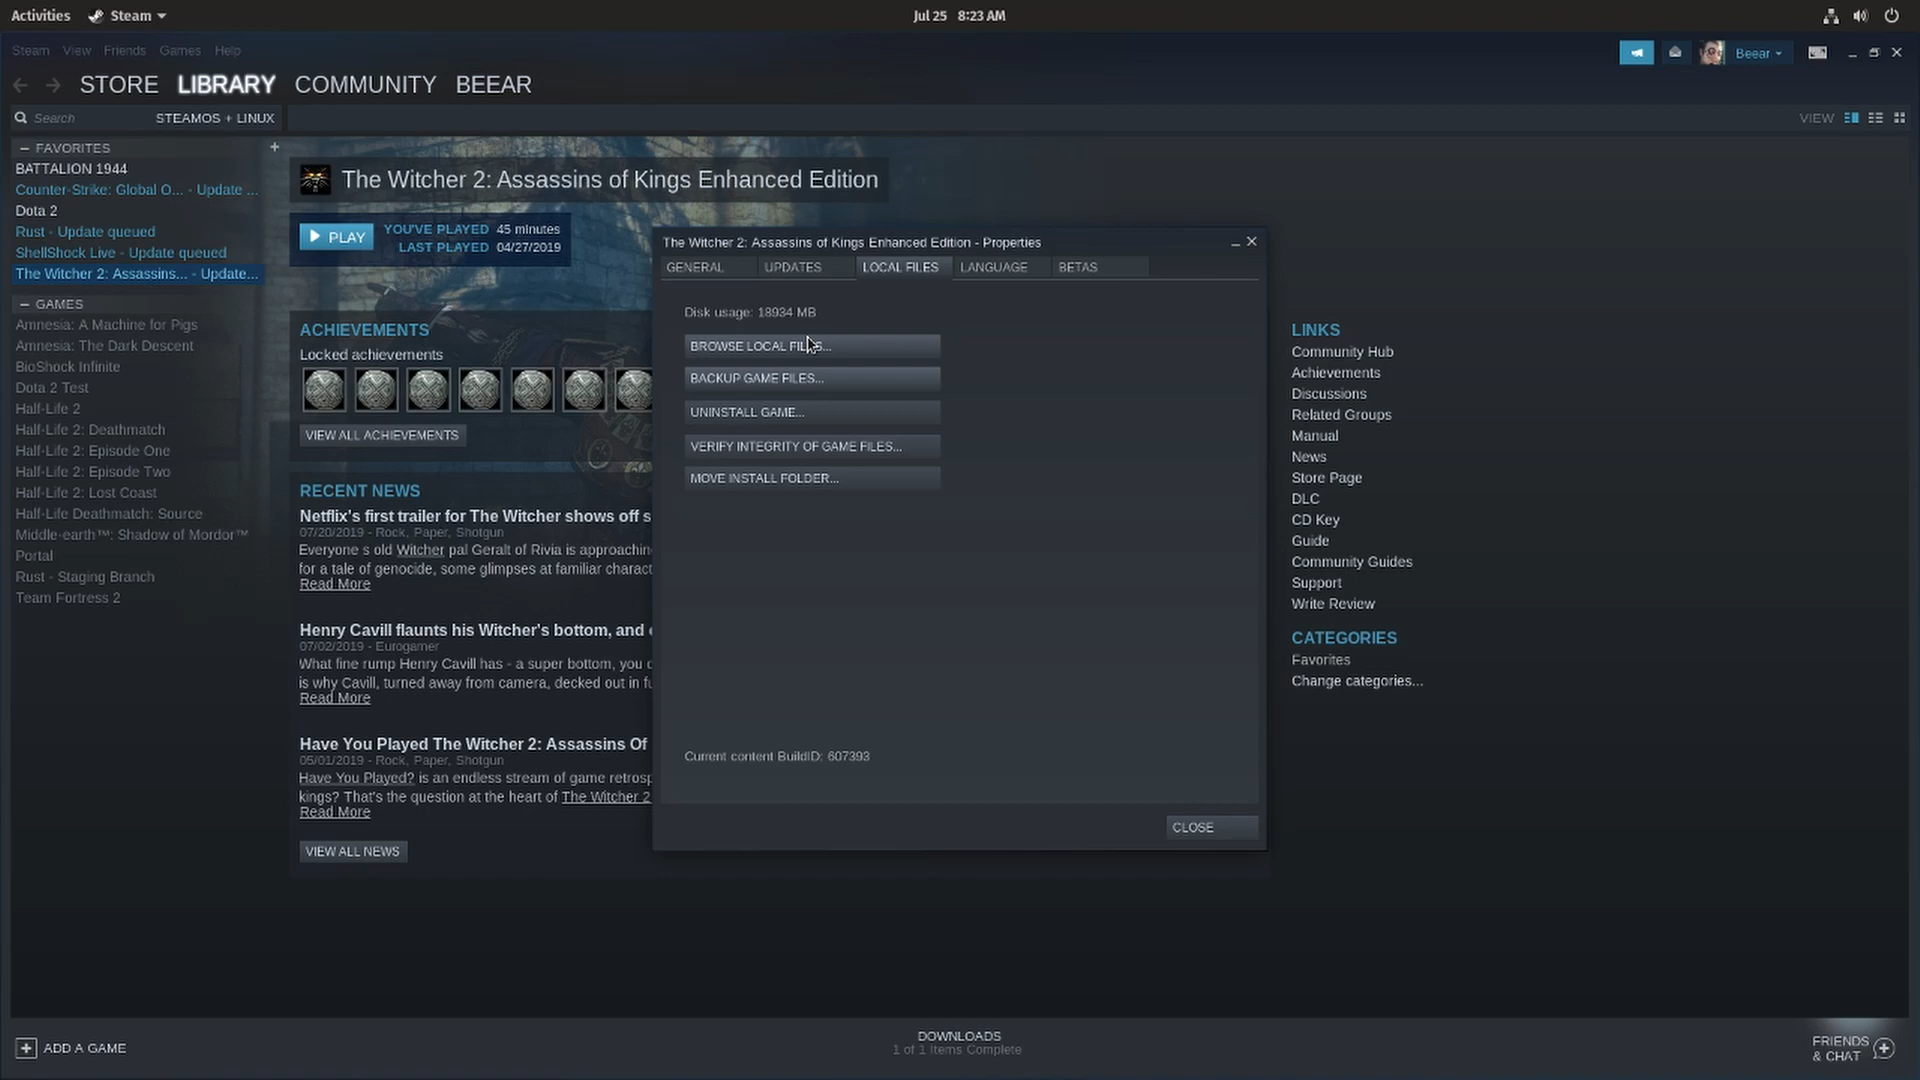 Activities
Steam
Jul 25 8:23 AM
Steam View Friends Games Help
Beear
STORE LIBRARY COMMUNITY BEEAR
Search
STEAMOS + LINUX
VIEW
— FAVORITES +
BATTALION 1944
Counter-Strike: Global O... - Update ...
Dota 2
Rust - Update queued
ShellShock Live - Update queued
The Witcher 2: Assassins... - Update...
— GAMES
Amnesia: A Machine for Pigs
Amnesia: The Dark Descent
BioShock Infinite
Dota 2 Test
Half-Life 2
Half-Life 2: Deathmatch
Half-Life 2: Episode One
Half-Life 2: Episode Two
Half-Life 2: Lost Coast
Half-Life Deathmatch: Source
Middle-earth™: Shadow of Mordor™
Portal
Rust - Staging Branch
Team Fortress 2
The Witcher 2: Assassins of Kings Enhanced Edition
PLAY
YOU'VE PLAYED 45 minutes
LAST PLAYED 04/27/2019
ACHIEVEMENTS
Locked achievements
VIEW ALL ACHIEVEMENTS
RECENT NEWS
Netflix's first trailer for The Witcher shows off s
07/20/2019 - Rock, Paper, Shotgun
Everyone s old Witcher pal Geralt of Rivia is approachin
for a tale of genocide, some glimpses at familiar charact
Read More
Henry Cavill flaunts his Witcher's bottom, and
07/02/2019 - Eurogamer
What fine rump Henry Cavill has - a super bottom, you
is why Cavill, turned away from camera, decked out in fu
Read More
Have You Played The Witcher 2: Assassins Of
05/01/2019 - Rock, Paper, Shotgun
Have You Played? is an endless stream of game retrosp
kings? That's the question at the heart of The Witcher 2
Read More
VIEW ALL NEWS
The Witcher 2: Assassins of Kings Enhanced Edition - Properties
GENERAL UPDATES LOCAL FILES LANGUAGE BETAS
Disk usage: 18934 MB
BROWSE LOCAL FILES...
BACKUP GAME FILES...
UNINSTALL GAME...
VERIFY INTEGRITY OF GAME FILES...
MOVE INSTALL FOLDER...
Current content BuildID: 607393
CLOSE
LINKS
Community Hub
Achievements
Discussions
Related Groups
Manual
News
Store Page
DLC
CD Key
Guide
Community Guides
Support
Write Review
CATEGORIES
Favorites
Change categories...
+ ADD A GAME
DOWNLOADS
1 of 1 Items Complete
FRIENDS
& CHAT